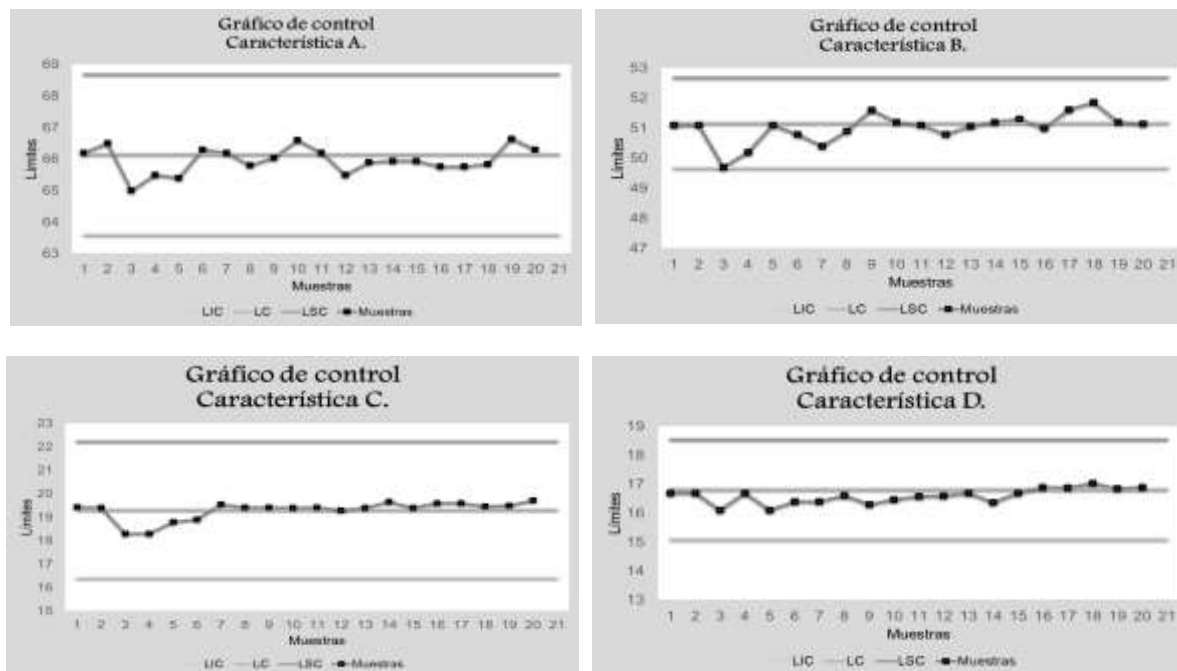 Gráfico de control
Característica A.
Límites
69
68
67
66
65
64
63
1 2 3 4 5 6 7 8 9 10 11 12 13 14 15 16 17 18 19 20 21
Muestras
LIC LC LSC Muestras
Gráfico de control
Característica B.
Límites
53
52
51
50
49
48
47
1 2 3 4 5 6 7 8 9 10 11 12 13 14 15 16 17 18 19 20 21
Muestras
LIC LC LSC Muestras
Gráfico de control
Característica C.
Límites
23
22
21
20
19
18
17
16
15
1 2 3 4 5 6 7 8 9 10 11 12 13 14 15 16 17 18 19 20 21
Muestras
LIC LC LSC Muestras
Gráfico de control
Característica D.
Límites
19
18
17
16
15
14
13
1 2 3 4 5 6 7 8 9 10 11 12 13 14 15 16 17 18 19 20 21
Muestras
LIC LC LSC Muestras